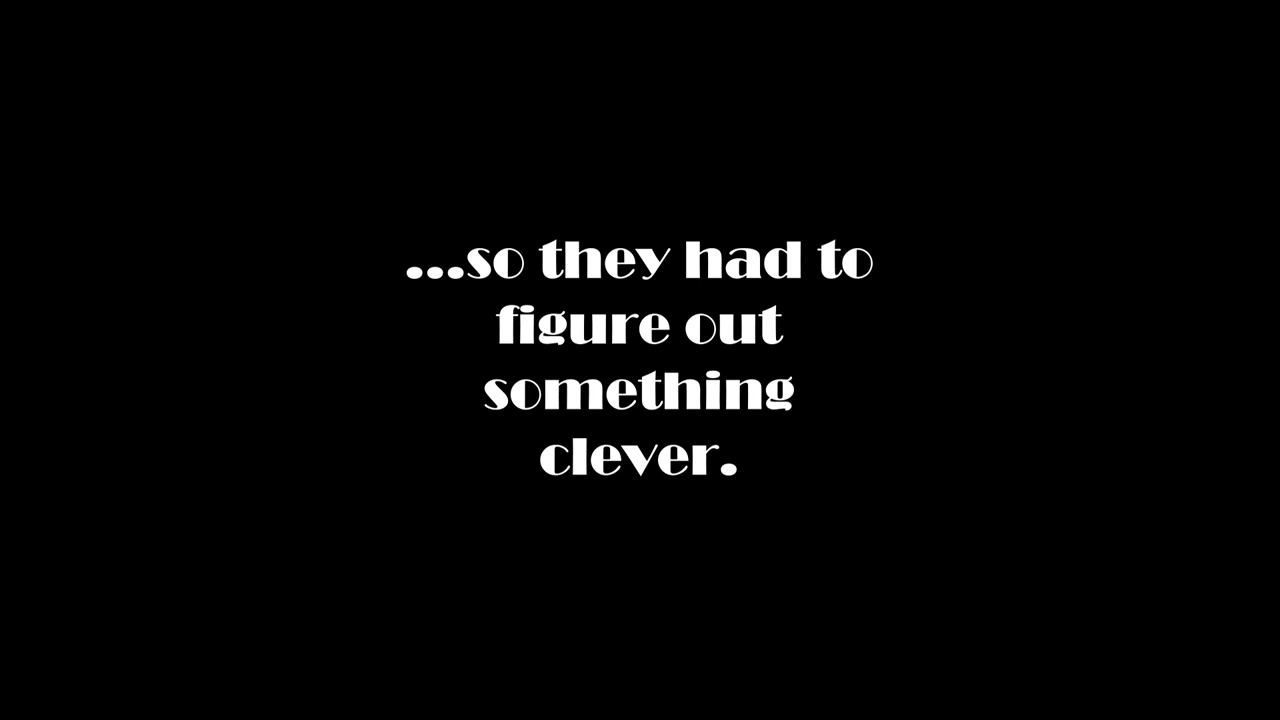 ...so they had to
figure out
something
clever.